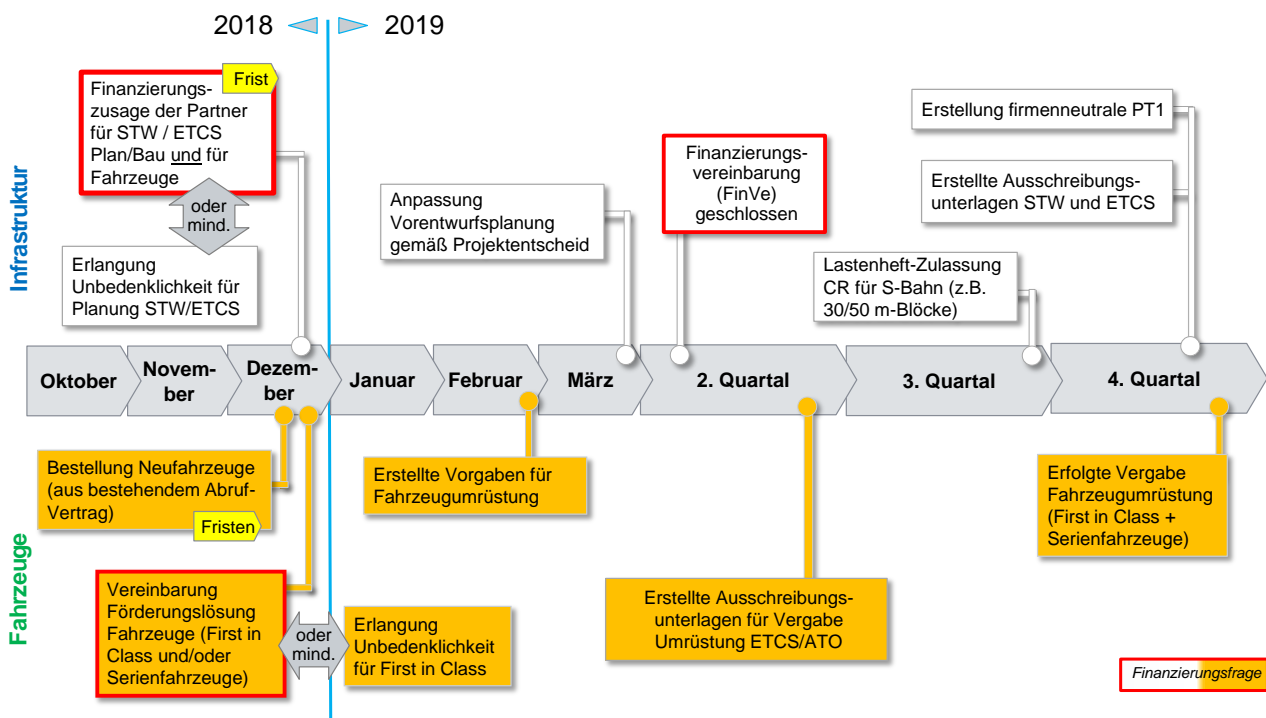 2018
2019
Frist
Finanzierungs-
zusage der Partner
für STW / ETCS
Plan/Bau und für
Fahrzeuge
oder
mind.
Erlangung
Unbedenklichkeit für
Planung STW/ETCS
Anpassung
Vorentwurfsplanung
gemäß Projektentscheid
Finanzierungs-
vereinbarung
(FinVe)
geschlossen
Erstellung firmenneutrale PT1
Erstellte Ausschreibungs-
unterlagen STW und ETCS
Lastenheft-Zulassung
CR für S-Bahn (z.B.
30/50 m-Blöcke)
Infrastruktur
Oktober
Novem-
ber
Dezem-
ber
Januar
Februar
März
2. Quartal
3. Quartal
4. Quartal
Fahrzeuge
Bestellung Neufahrzeuge
(aus bestehendem Abruf-
Vertrag)
Fristen
Vereinbarung
Förderungslösung
Fahrzeuge (First in
Class und/oder
Serienfahrzeuge)
oder
mind.
Erlangung
Unbedenklichkeit
für First in Class
Erstellte Vorgaben für
Fahrzeugumrüstung
Erstellte Ausschreibungs-
unterlagen für Vergabe
Umrüstung ETCS/ATO
Erfolgte Vergabe
Fahrzeugumrüstung
(First in Class +
Serienfahrzeuge)
Finanzierungsfrage